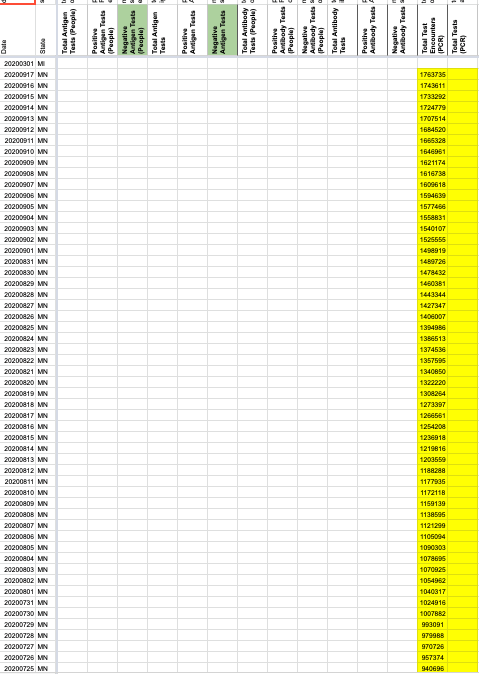 Date State Total Antigen Tests (People) Positive Antigen Tests (People) Negative Antigen Tests (People) Total Antigen Tests Positive Antigen Tests Negative Antigen Tests Total Antibody Tests (People) Positive Antibody Tests (People) Negative Antibody Tests (People) Total Antibody Tests Positive Antibody Tests Negative Antibody Tests Total Test Encounters (PCR) Total Tests (PCR)
20200301 MI
20200917 MN 1763735
20200916 MN 1743611
20200915 MN 1733292
20200914 MN 1724779
20200913 MN 1707514
20200912 MN 1684520
20200911 MN 1665328
20200910 MN 1646961
20200909 MN 1621174
20200908 MN 1616738
20200907 MN 1609618
20200906 MN 1594639
20200905 MN 1577466
20200904 MN 1558831
20200903 MN 1540107
20200902 MN 1525555
20200901 MN 1498919
20200831 MN 1489726
20200830 MN 1478432
20200829 MN 1460381
20200828 MN 1443344
20200827 MN 1427347
20200826 MN 1406007
20200825 MN 1394986
20200824 MN 1386513
20200823 MN 1374536
20200822 MN 1357595
20200821 MN 1340850
20200820 MN 1322220
20200819 MN 1308264
20200818 MN 1273397
20200817 MN 1266561
20200816 MN 1254208
20200815 MN 1236918
20200814 MN 1219816
20200813 MN 1203559
20200812 MN 1188288
20200811 MN 1177935
20200810 MN 1172118
20200809 MN 1159139
20200808 MN 1138595
20200807 MN 1121299
20200806 MN 1105094
20200805 MN 1090303
20200804 MN 1078695
20200803 MN 1070925
20200802 MN 1054962
20200801 MN 1040317
20200731 MN 1024916
20200730 MN 1007882
20200729 MN 993091
20200728 MN 979988
20200727 MN 970726
20200726 MN 957374
20200725 MN 940696